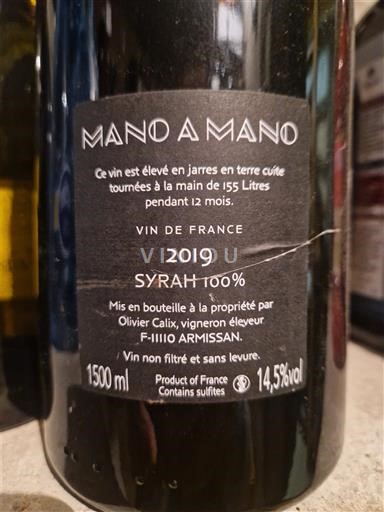 MANO A MANO
Ce vin est élevé en jarres en terre cuite
tournées à la main de 155 Litres
pendant 12 mois.
VIN DE FRANCE
VINYOU
2019
SYRAH 100%
Mis en bouteille à la propriété par
Olivier Calix, vigneron éleveur
F-11110 ARMISSAN.
Vin non filtré et sans levure.
1500 ml
Product of France
Contains sulfites
14,5%vol